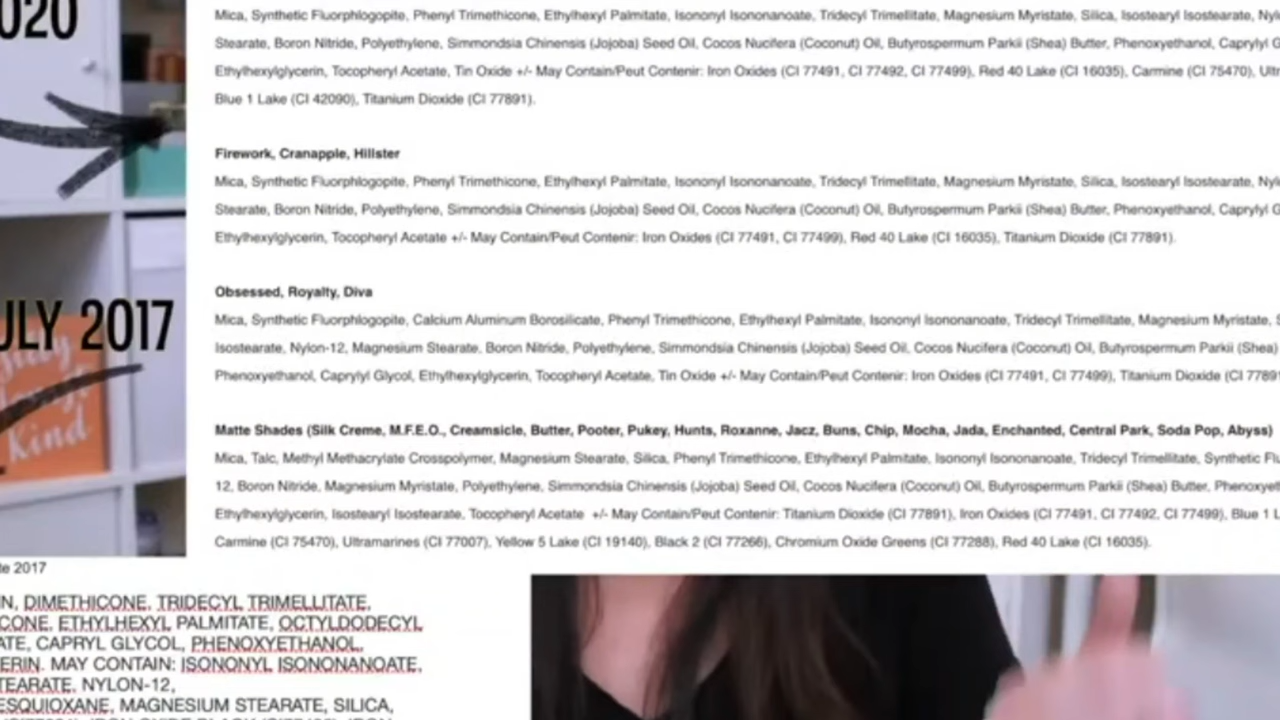 020
Mica, Synthetic Fluorphlogopite, Phenyl Trimethicone, Ethylhexyl Palmitate, Isononyl Isononanoate, Tridecyl Trimellitate, Magnesium Myristate, Silica, Isostearyl Isostearate,
Stearate, Boron Nitride, Polyethylene, Simmondsia Chinensis (Jojoba) Seed Oil, Cocos Nucifera (Coconut) Oil, Butyrospermum Parkii (Shea) Butter, Phenoxyethanol, Caprylyl G
Ethylhexylglycerin, Tocopheryl Acetate, Tin Oxide +/- May Contain/Peut Contenir: Iron Oxides (CI 77491, CI 77492, CI 77499), Red 40 Lake (CI 16035), Carmine (CI 75470),
Blue 1 Lake (CI 42090), Titanium Dioxide (CI 77891).
Firework, Cranapple, Hillster
Mica, Synthetic Fluorphlogopite, Phenyl Trimethicone, Ethylhexyl Palmitate, Isononyl Isononanoate, Tridecyl Trimellitate, Magnesium Myristate, Silica, Isostearyl Isostearate,
Stearate, Boron Nitride, Polyethylene, Simmondsia Chinensis (Jojoba) Seed Oil, Cocos Nucifera (Coconut) Oil, Butyrospermum Parkii (Shea) Butter, Phenoxyethanol, Caprylyl G
Ethylhexylglycerin, Tocopheryl Acetate +/- May Contain/Peut Contenir: Iron Oxides (CI 77491, CI 77499), Red 40 Lake (CI 16035), Titanium Dioxide (CI 77891).
Obsessed, Royalty, Diva
Mica, Synthetic Fluorphlogopite, Calcium Aluminum Borosilicate, Phenyl Trimethicone, Ethylhexyl Palmitate, Isononyl Isononanoate, Tridecyl Trimellitate, Magnesium Myristate,
Isostearate, Nylon-12, Magnesium Stearate, Boron Nitride, Polyethylene, Simmondsia Chinensis (Jojoba) Seed Oil, Cocos Nucifera (Coconut) Oil, Butyrospermum Parkii (Shea)
Phenoxyethanol, Caprylyl Glycol, Ethylhexylglycerin, Tocopheryl Acetate, Tin Oxide +/- May Contain/Peut Contenir: Iron Oxides (CI 77491, CI 77499), Titanium Dioxide (CI 77891
ULY 2017
Kind
Matte Shades (Silk Creme, M.F.E.O., Creamsicle, Butter, Pooter, Pukey, Hunts, Roxanne, Jacz, Buns, Chip, Mocha, Jada, Enchanted, Central Park, Soda Pop, Abyss)
Mica, Talc, Methyl Methacrylate Crosspolymer, Magnesium Stearate, Silica, Phenyl Trimethicone, Ethylhexyl Palmitate, Isononyl Isononanoate, Tridecyl Trimellitate, Synthetic Flu
12, Boron Nitride, Magnesium Myristate, Polyethylene, Simmondsia Chinensis (Jojoba) Seed Oil, Cocos Nucifera (Coconut) Oil, Butyrospermum Parkii (Shea) Butter, Phenoxyet
Ethylhexylglycerin, Isostearyl Isostearate, Tocopheryl Acetate +/- May Contain/Peut Contenir: Titanium Dioxide (CI 77891), Iron Oxides (CI 77491, CI 77492, CI 77499), Blue 1 L
Carmine (CI 75470), Ultramarines (CI 77007), Yellow 5 Lake (CI 19140), Black 2 (CI 77266), Chromium Oxide Greens (CI 77288), Red 40 Lake (CI 16035).
te 2017
IN, DIMETHICONE, TRIDECYL TRIMELLITATE,
CONE, ETHYLHEXYL PALMITATE, OCTYLDODECYL
ATE, CAPRYL GLYCOL, PHENOXYETHANOL,
ERIN. MAY CONTAIN: ISONONYL ISONONANOATE,
TEARATE, NYLON-12,
ESQUIOXANE, MAGNESIUM STEARATE, SILICA,